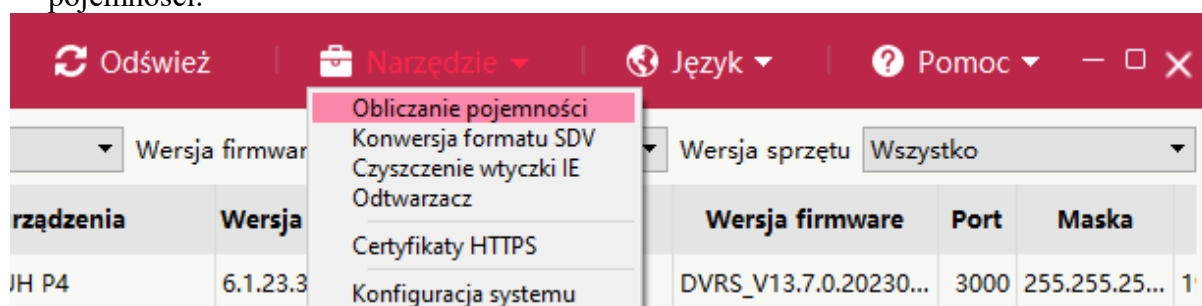 pojemności.
Odśwież Narzędzie Język Pomoc
Obliczanie pojemności
Konwersja formatu SDV
Czyszczenie wtyczki IE
Odtwarzacz
Certyfikaty HTTPS
Konfiguracja systemu
Wersja firmwar Wersja sprzętu Wszystko
rządzenia Wersja Wersja firmware Port Maska
P4 6.1.23.3 DVRS_V13.7.0.20230... 3000 255.255.25...